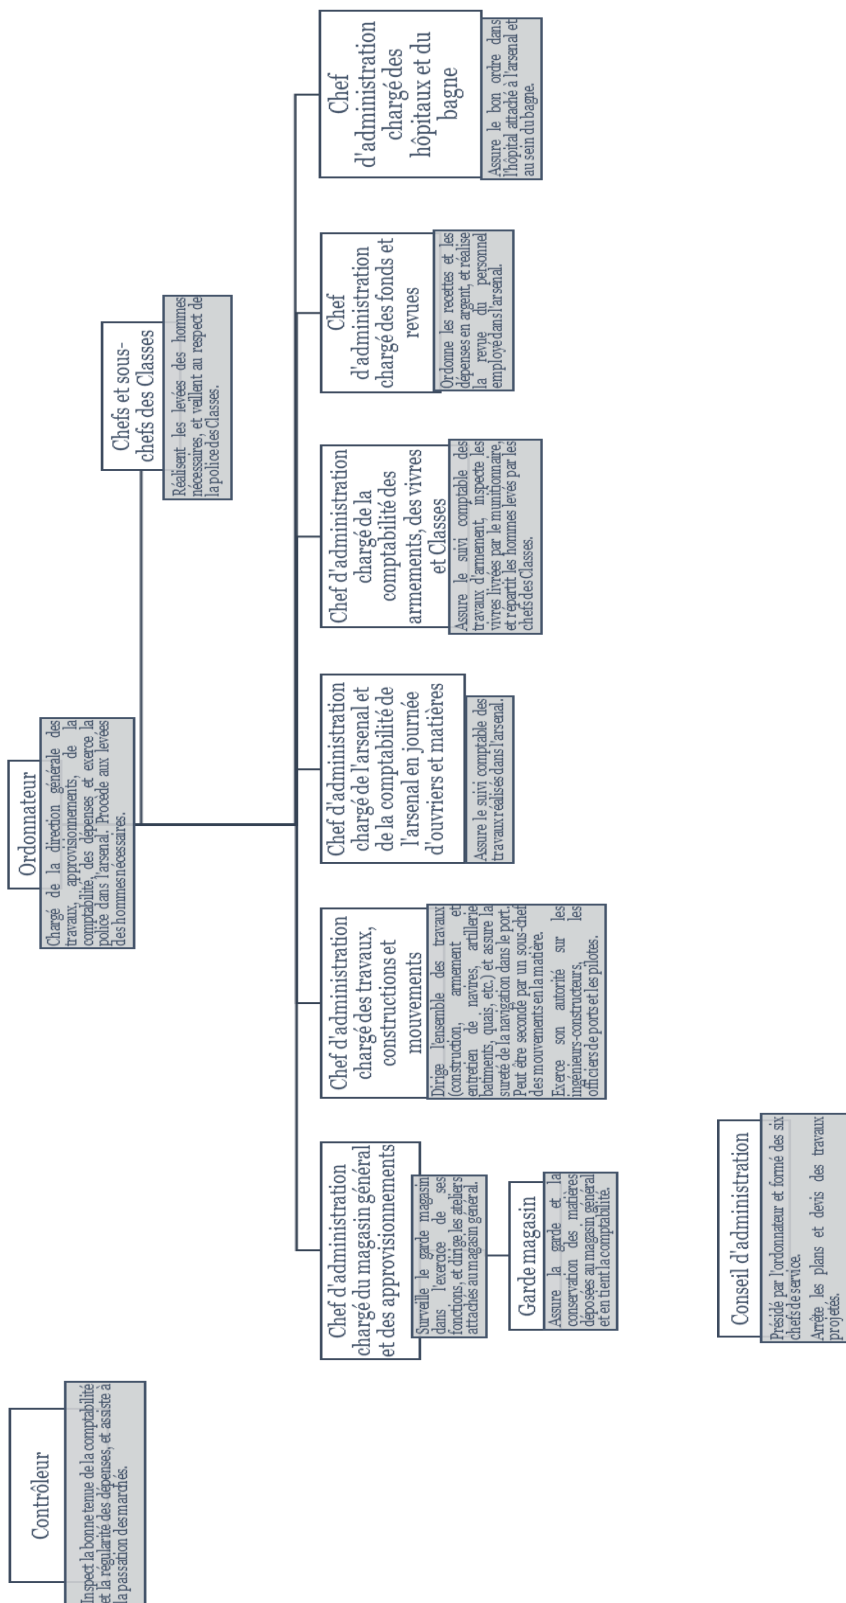 Contrôleur
Inspect la bonne tenue de la comptabilité
et la régularité des dépenses, et assiste à
la passation des marchés.
Ordonnateur
Chargé de la direction générale des
travaux, approvisionnements, de la
comptabilité, des dépenses et exerce la
police dans l'arsenal. Procède aux levées
des hommes nécessaires.
Chefs et sous-
chefs des Classes
Réalisent les levées des hommes
nécessaires, et veillent au respect de
la police des Classes.
Chef d'administration
chargé du magasin général
et des approvisionnements
Surveille le garde magasin
dans l'exercice de ses
fonctions, et dirige les ateliers
attachés au magasin général.
Garde magasin
Assure la garde et la
conservation des matières
déposées au magasin général
et en tient la comptabilité.
Chef d'administration
chargé des travaux,
constructions et
mouvements
Dirige l'ensemble des travaux
(construction, armement et
entretien de navires, artillerie
batiments, quais, etc.) et assure la
sureté de la navigation dans le port.
Peut être secondé par un sous-chef
des mouvements en la matière.
Exerce son autorité sur les
ingénieurs-constructeurs,
officiers de ports et les pilotes.
Chef d'administration
chargé de l'arsenal et
de la comptabilité de
l'arsenal en journée
d'ouvriers et matières
Assure le suivi comptable des
travaux réalisés dans l'arsenal.
Chef d'administration
chargé de la
comptabilité des
armements, des vivres
et Classes
Assure le suivi comptable des
travaux d'armement, inspecte les
vivres livrées par le munitionnaire,
et répartit les hommes levés par les
chefs des Classes.
Chef
d'administration
chargé des fonds et
revues
Ordonne les recettes et les
dépenses en argent, et réalise
la revue du personnel
employé dans l'arsenal.
Chef
d'administration
chargé des
hôpitaux et du
bagne
Assure le bon ordre dans
l'hôpital attaché à l'arsenal et
au sein du bagne.
Conseil d'administration
Présidé par l'ordonnateur et formé des six
chefs de service.
Arrête les plans et devis des travaux
projetés.